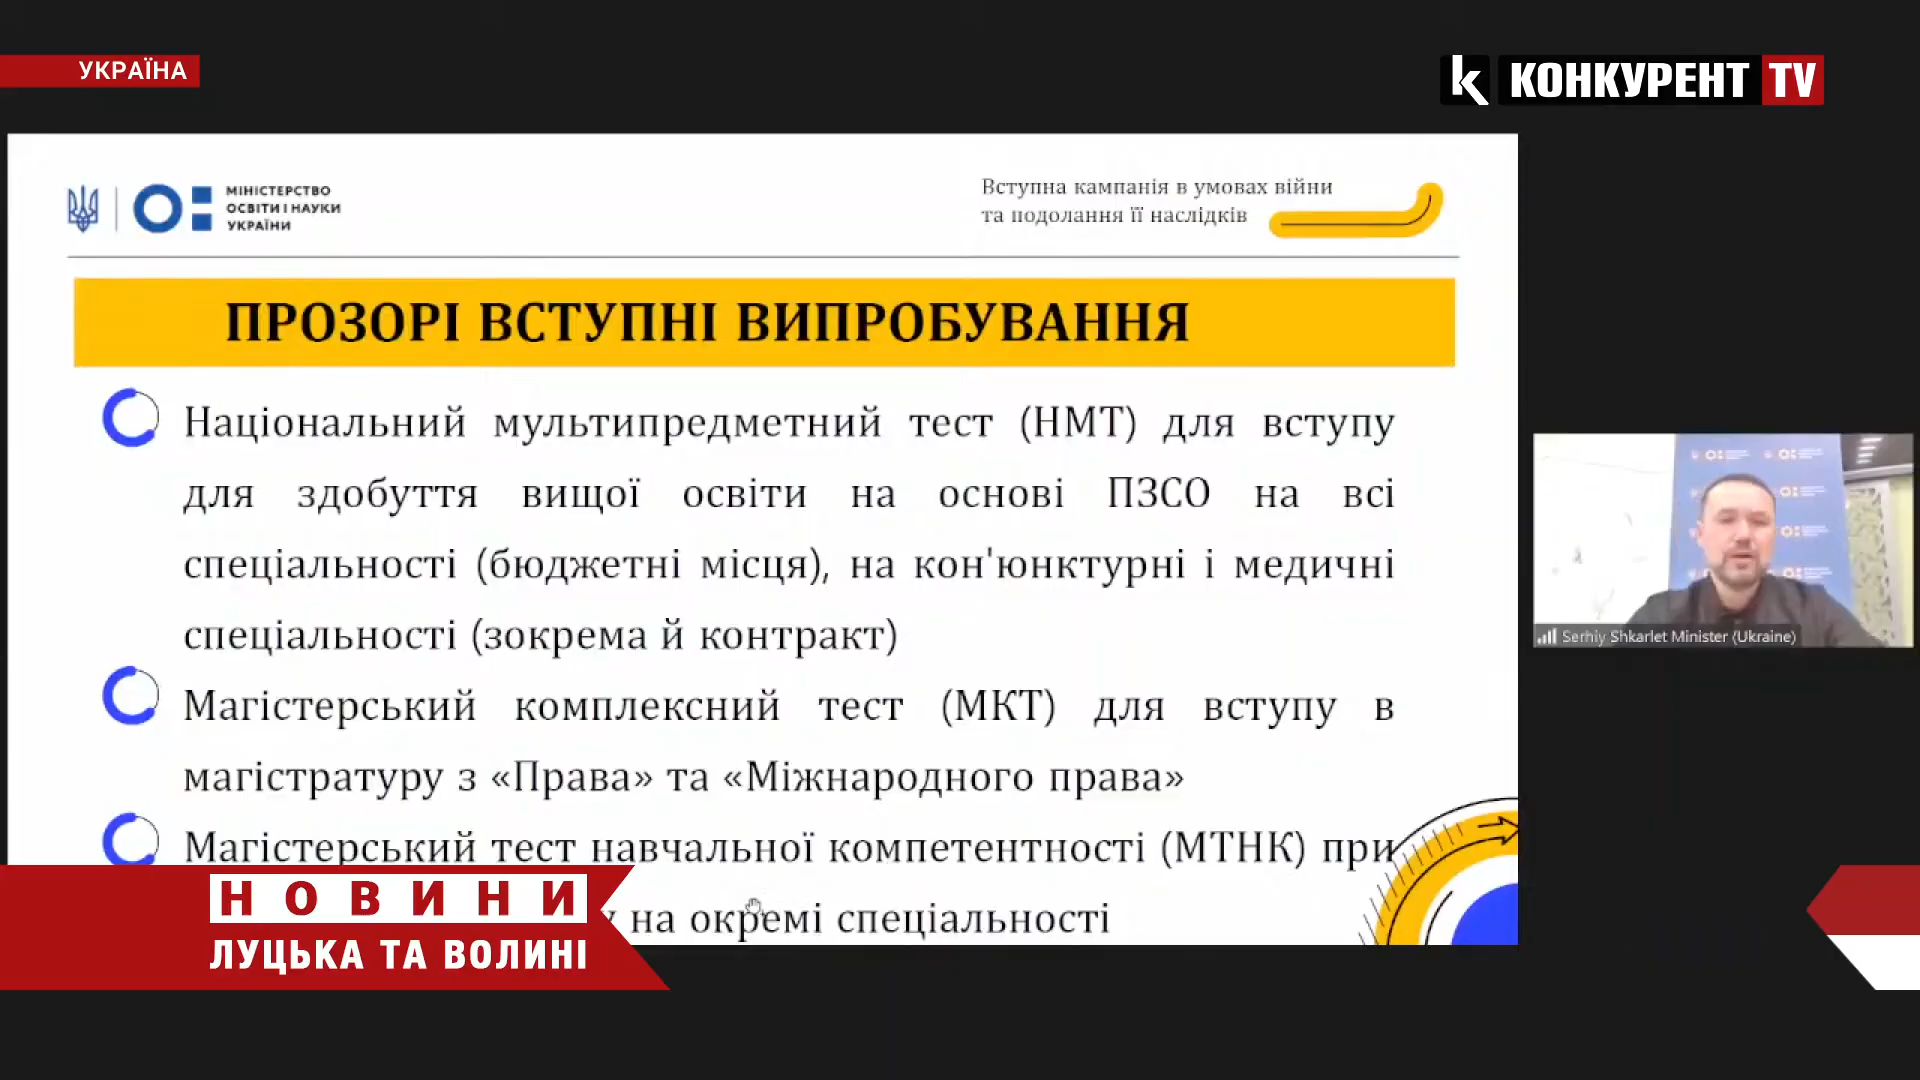 УКРАЇНА
k КОНКУРЕНТ TV
МІНІСТЕРСТВО
ОСВІТИ І НАУКИ
УКРАЇНИ
Вступна кампанія в умовах війни
та подолання її наслідків
ПРОЗОРІ ВСТУПНІ ВИПРОБУВАННЯ
Національний мультипредметний тест (НМТ) для вступу
для здобуття вищої освіти на основі ПЗСО на всі
спеціальності (бюджетні місця), на кон'юнктурні і медичні
спеціальності (зокрема й контракт)
Магістерський комплексний тест (МКТ) для вступу в
магістратуру з «Права» та «Міжнародного права»
Магістерський тест навчальної компетентності (МТНК) при
на окремі спеціальності
Serhiy Shkarlet Minister (Ukraine)
НОВИНИ
ЛУЦЬКА ТА ВОЛИНІ